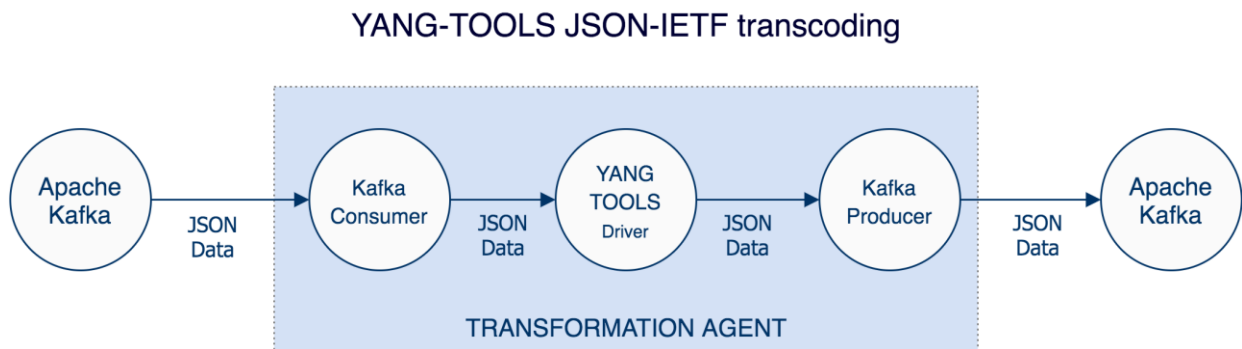 YANG-TOOLS JSON-IETF transcoding
Apache
Kafka
JSON
Data
Kafka
Consumer
JSON
Data
YANG
TOOLS
Driver
JSON
Data
Kafka
Producer
JSON
Data
Apache
Kafka
TRANSFORMATION AGENT